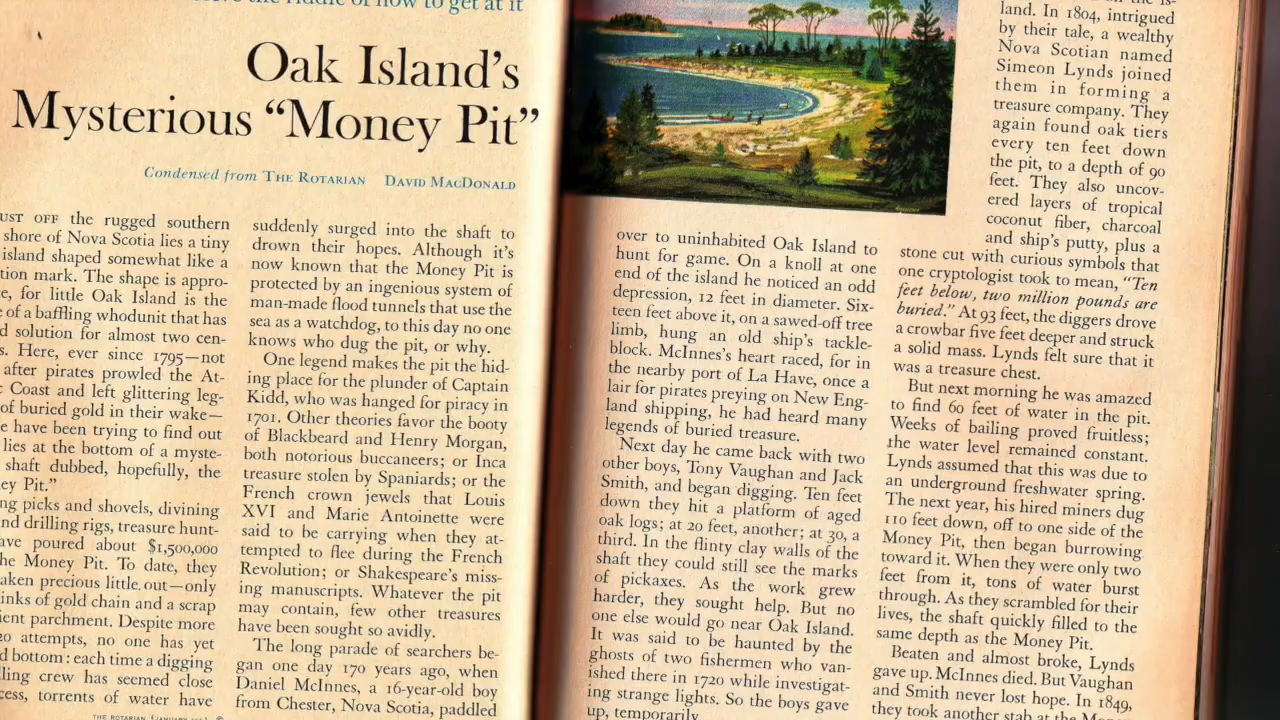 the riddle of how to get at it
Oak Island's
Mysterious "Money Pit"
Condensed from THE ROTARIAN DAVID MACDONALD
UST OFF the rugged southern
shore of Nova Scotia lies a tiny
island shaped somewhat like a
tion mark. The shape is appro-
e, for little Oak Island is the
e of a baffling whodunit that has
d solution for almost two cen-
s. Here, ever since 1795—not
after pirates prowled the At-
c Coast and left glittering leg-
of buried gold in their wake—
e have been trying to find out
lies at the bottom of a myste-
shaft dubbed, hopefully, the
ey Pit."
ng picks and shovels, divining
nd drilling rigs, treasure hunt-
ave poured about $1,500,000
he Money Pit. To date, they
aken precious little out—only
inks of gold chain and a scrap
ient parchment. Despite more
20 attempts, no one has yet
d bottom: each time a digging
lling crew has seemed close
cess, torrents of water have
THE ROTARIAN
suddenly surged into the shaft to
drown their hopes. Although it's
now known that the Money Pit is
protected by an ingenious system of
man-made flood tunnels that use the
sea as a watchdog, to this day no one
knows who dug the pit, or why.
One legend makes the pit the hid-
ing place for the plunder of Captain
Kidd, who was hanged for piracy in
1701. Other theories favor the booty
of Blackbeard and Henry Morgan,
both notorious buccaneers; or Inca
treasure stolen by Spaniards; or the
French crown jewels that Louis
XVI and Marie Antoinette were
said to be carrying when they at-
tempted to flee during the French
Revolution; or Shakespeare's miss-
ing manuscripts. Whatever the pit
may contain, few other treasures
have been sought so avidly.
The long parade of searchers be-
gan one day 170 years ago, when
Daniel McInnes, a 16-year-old boy
from Chester, Nova Scotia, paddled
over to uninhabited Oak Island to
hunt for game. On a knoll at one
end of the island he noticed an odd
depression, 12 feet in diameter. Six-
teen feet above it, on a sawed-off tree
limb, hung an old ship's tackle-
block. McInnes's heart raced, for in
the nearby port of La Have, once a
lair for pirates preying on New Eng-
land shipping, he had heard many
legends of buried treasure.
Next day he came back with two
other boys, Tony Vaughan and Jack
Smith, and began digging. Ten feet
down they hit a platform of aged
oak logs; at 20 feet, another; at 30, a
third. In the flinty clay walls of the
shaft they could still see the marks
of pickaxes. As the work grew
harder, they sought help. But no
one else would go near Oak Island.
It was said to be haunted by the
ghosts of two fishermen who van-
ished there in 1720 while investigat-
ing strange lights. So the boys gave
up, temporarily
land. In 1804, intrigued
by their tale, a wealthy
Nova Scotian named
Simeon Lynds joined
them in forming a
treasure company. They
again found oak tiers
every ten feet down
the pit, to a depth of 90
feet. They also uncov-
ered layers of tropical
coconut fiber, charcoal
and ship's putty, plus a
stone cut with curious symbols that
one cryptologist took to mean, "Ten
feet below, two million pounds are
buried." At 93 feet, the diggers drove
a crowbar five feet deeper and struck
a solid mass. Lynds felt sure that it
was a treasure chest.
But next morning he was amazed
to find 60 feet of water in the pit.
Weeks of bailing proved fruitless;
the water level remained constant.
Lynds assumed that this was due to
an underground freshwater spring.
The next year, his hired miners dug
110 feet down, off to one side of the
Money Pit, then began burrowing
toward it. When they were only two
feet from it, tons of water burst
through. As they scrambled for their
lives, the shaft quickly filled to the
same depth as the Money Pit.
Beaten and almost broke, Lynds
gave up. McInnes died. But Vaughan
and Smith never lost hope. In 1849,
they took another stab at the Mone